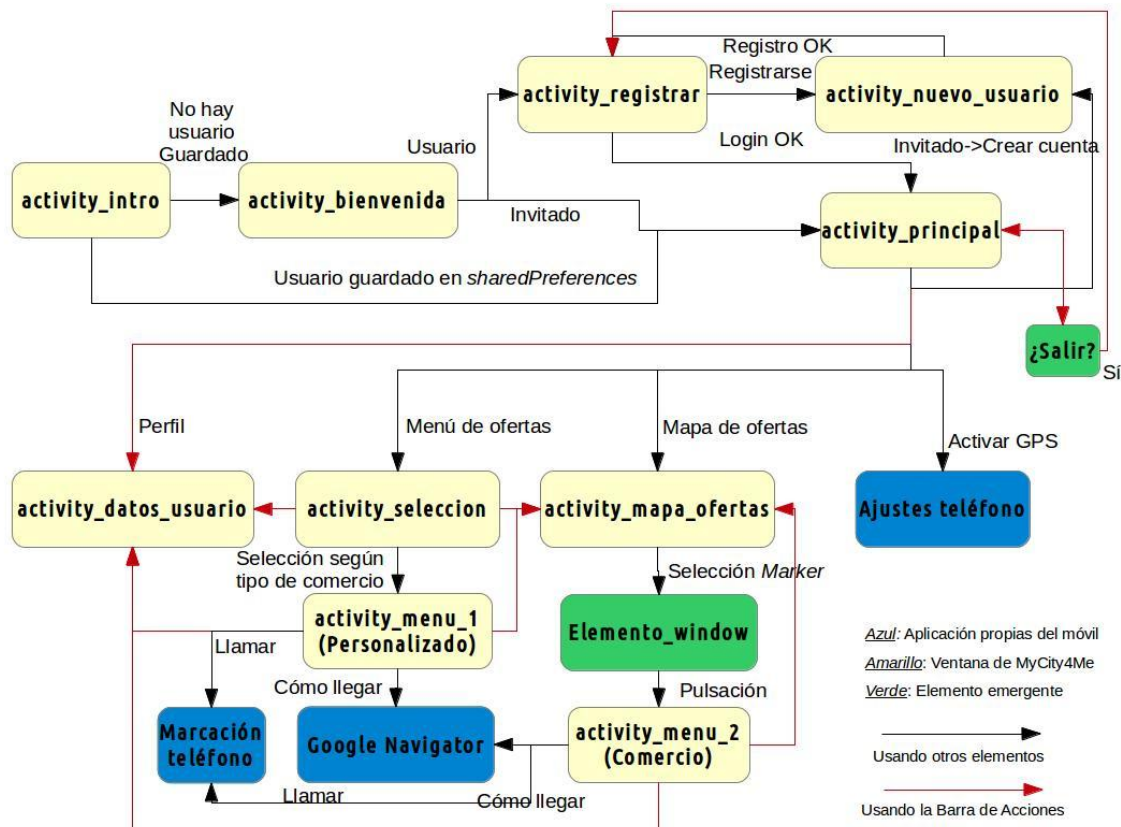 Registro OK
Registrarse
activity_registrar
activity_nuevo_usuario
No hay
usuario
Guardado
Usuario
Login OK
Invitado->Crear cuenta
activity_intro
activity_bienvenida
Invitado
activity_principal
Usuario guardado en sharedPreferences
¿Salir?
Sí
Perfil
Menú de ofertas
Mapa de ofertas
Activar GPS
activity_datos_usuario
activity_seleccion
activity_mapa_ofertas
Ajustes teléfono
Selección según
tipo de comercio
Selección Marker
activity_menu_1
(Personalizado)
Elemento_window
Llamar
Cómo llegar
Pulsación
Marcación
teléfono
Google Navigator
activity_menu_2
(Comercio)
Llamar
Cómo llegar
Azul: Aplicación propias del móvil
Amarillo: Ventana de MyCity4Me
Verde: Elemento emergente
Usando otros elementos
Usando la Barra de Acciones